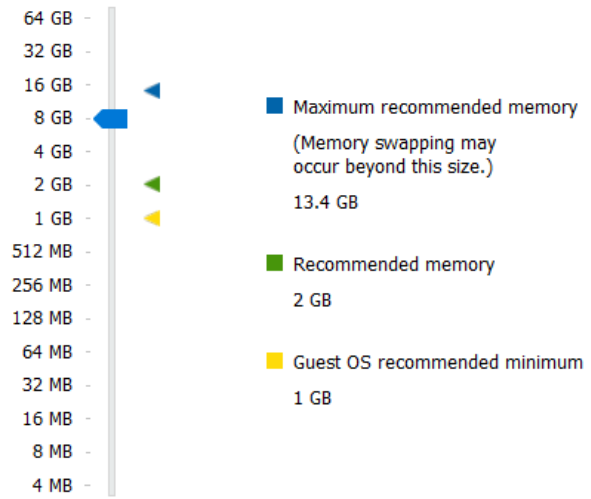 64 GB
32 GB
16 GB
8 GB
4 GB
2 GB
1 GB
512 MB
256 MB
128 MB
64 MB
32 MB
16 MB
8 MB
4 MB
Maximum recommended memory
(Memory swapping may
occur beyond this size.)
13.4 GB
Recommended memory
2 GB
Guest OS recommended minimum
1 GB